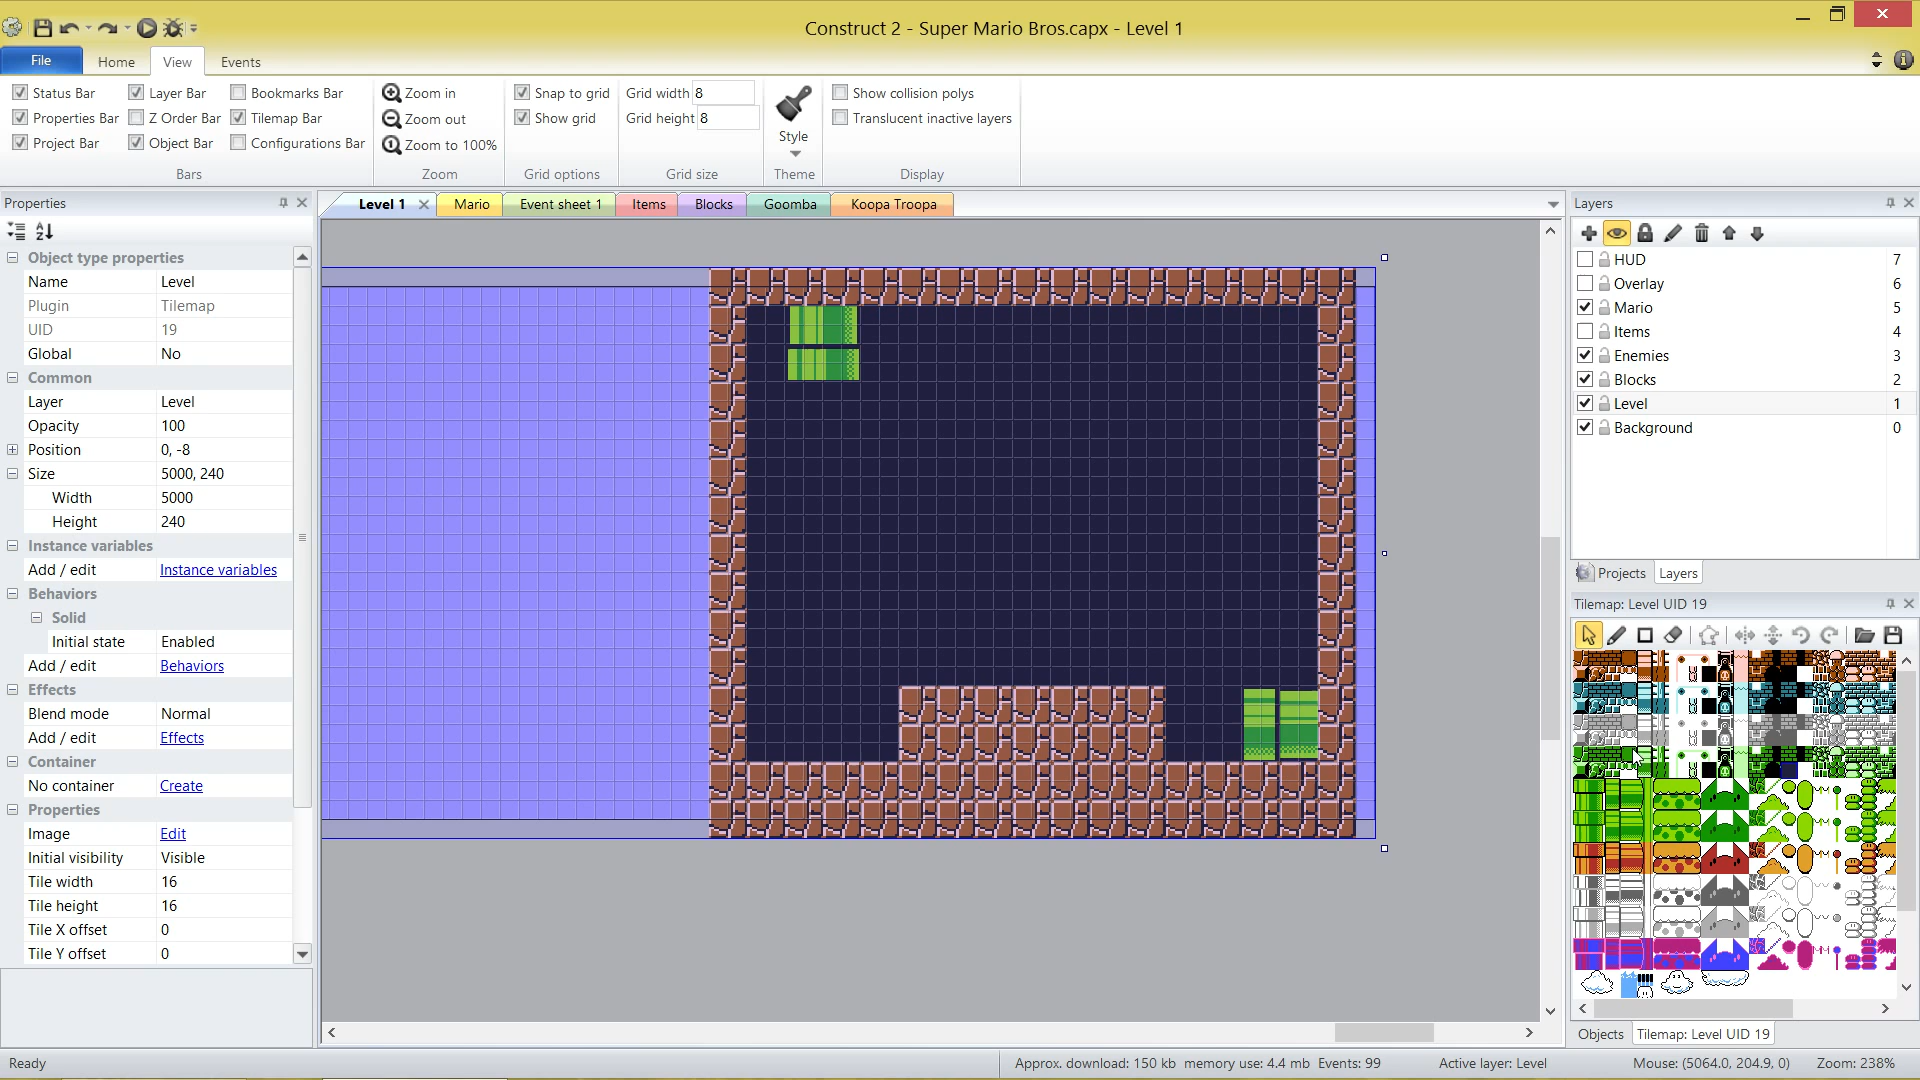 Construct 2 - Super Mario Bros.capx - Level 1
File Home View Events
Status Bar Layer Bar Bookmarks Bar
Properties Bar Z Order Bar Tilemap Bar
Project Bar Object Bar Configurations Bar
Bars
Zoom in
Zoom out
Zoom to 100%
Zoom
Snap to grid
Show grid
Grid options
Grid width 8
Grid height 8
Grid size
Style
Theme
Show collision polys
Translucent inactive layers
Display
Properties
Object type properties
Name Level
Plugin Tilemap
UID 19
Global No
Common
Layer Level
Opacity 100
Position 0, -8
Size 5000, 240
Width 5000
Height 240
Instance variables
Add / edit Instance variables
Behaviors
Solid
Initial state Enabled
Add / edit Behaviors
Effects
Blend mode Normal
Add / edit Effects
Container
No container Create
Properties
Image Edit
Initial visibility Visible
Tile width 16
Tile height 16
Tile X offset 0
Tile Y offset 0
Level 1 Mario Event sheet 1 Items Blocks Goomba Koopa Troopa
Layers
HUD 7
Overlay 6
Mario 5
Items 4
Enemies 3
Blocks 2
Level 1
Background 0
Projects Layers
Tilemap: Level UID 19
Objects Tilemap: Level UID 19
Ready Approx. download: 150 kb memory use: 4.4 mb Events: 99 Active layer: Level Mouse: (5064.0, 204.9, 0) Zoom: 238%